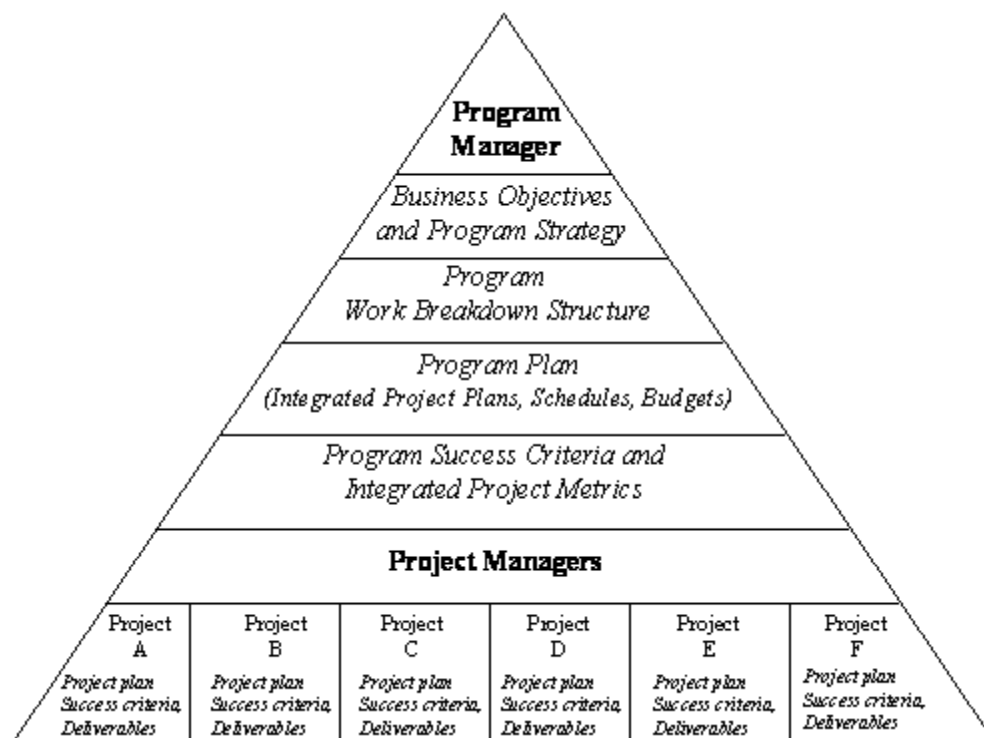 Program
Manager
Business Objectives
and Program Strategy
Program
Work Breakdown Structure
Program Plan
(Integrated Project Plans, Schedules, Budgets)
Program Success Criteria and
Integrated Project Metrics
Project Managers
Project
A
Project plan
Success criteria,
Deliverables
Project
B
Project plan
Success criteria,
Deliverables
Project
C
Project plan
Success criteria,
Deliverables
Project
D
Project plan
Success criteria,
Deliverables
Project
E
Project plan
Success criteria,
Deliverables
Project
F
Project plan
Success criteria,
Deliverables